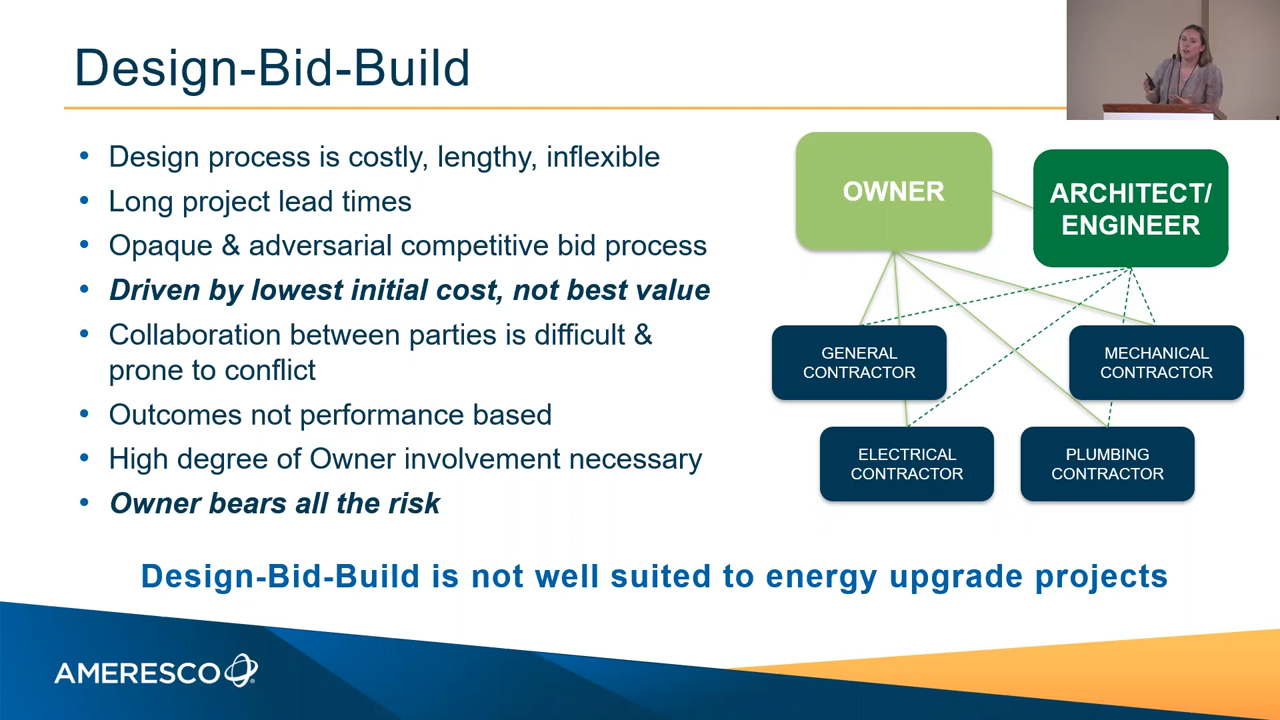 Design-Bid-Build
• Design process is costly, lengthy, inflexible
• Long project lead times
• Opaque & adversarial competitive bid process
• Driven by lowest initial cost, not best value
• Collaboration between parties is difficult &
prone to conflict
• Outcomes not performance based
• High degree of Owner involvement necessary
• Owner bears all the risk
OWNER
ARCHITECT/
ENGINEER
GENERAL
CONTRACTOR
MECHANICAL
CONTRACTOR
ELECTRICAL
CONTRACTOR
PLUMBING
CONTRACTOR
Design-Bid-Build is not well suited to energy upgrade projects
AMERESCO